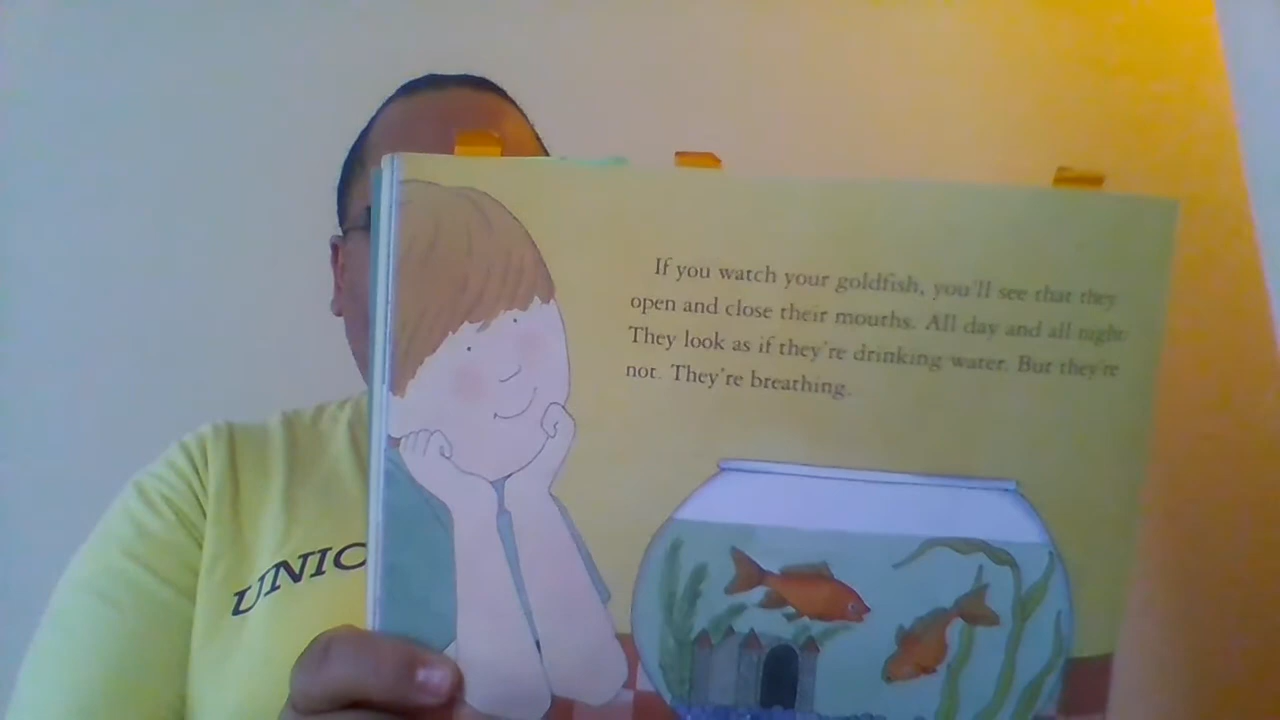 If you watch your goldfish, you'll see that they
open and close their mouths. All day and all night.
They look as if they're drinking water. But they're
not. They're breathing.
UNIC